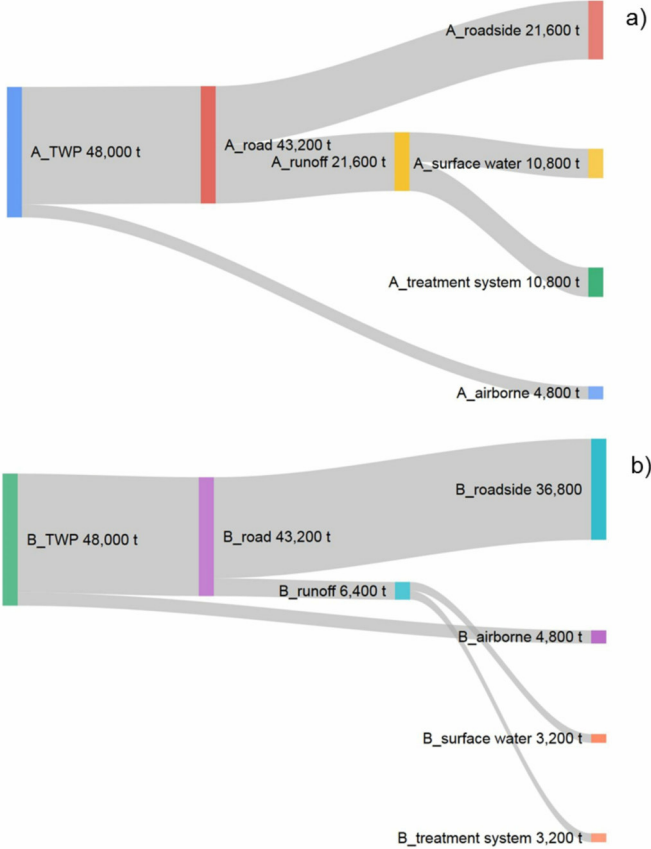 A_roadside 21,600 t
a)
A_TWP 48,000 t
A_road 43,200 t
A_runoff 21,600 t
A_surface water 10,800 t
A_treatment system 10,800 t
A_airborne 4,800 t
b)
B_roadside 36,800
B_TWP 48,000 t
B_road 43,200 t
B_runoff 6,400 t
B_airborne 4,800 t
B_surface water 3,200 t
B_treatment system 3,200 t